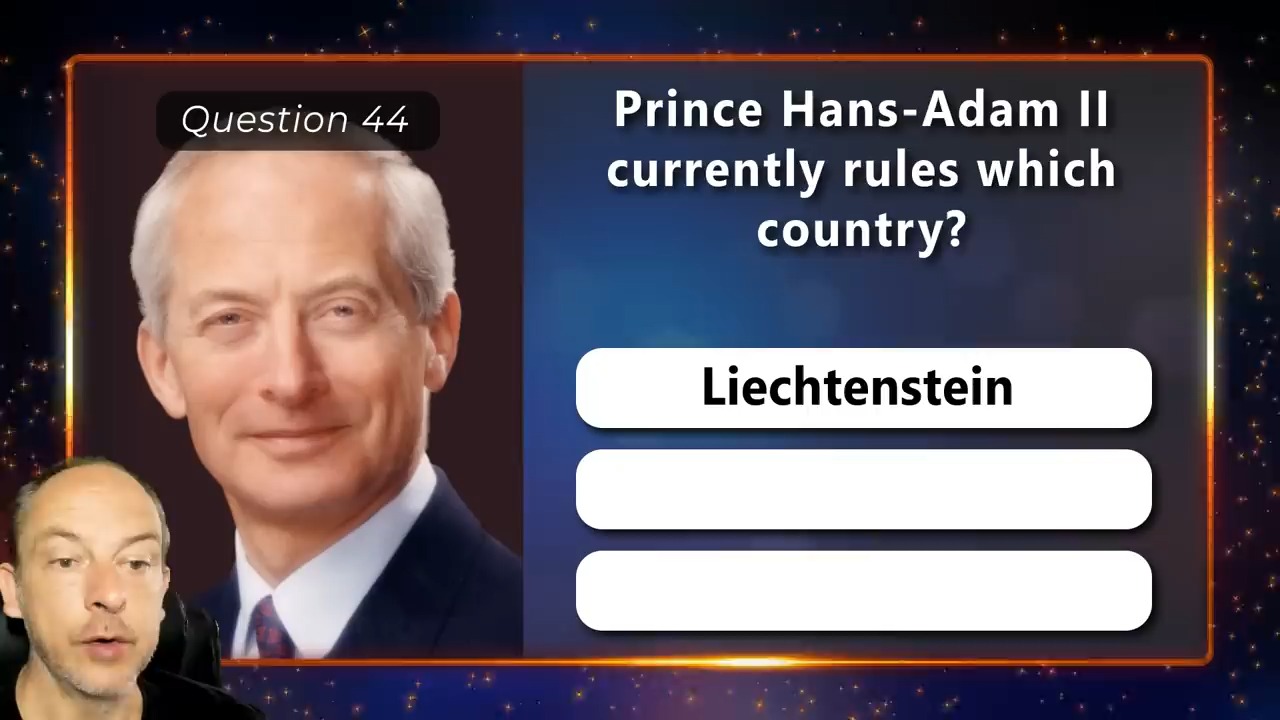 Question 44
Prince Hans-Adam II
currently rules which
country?
Liechtenstein